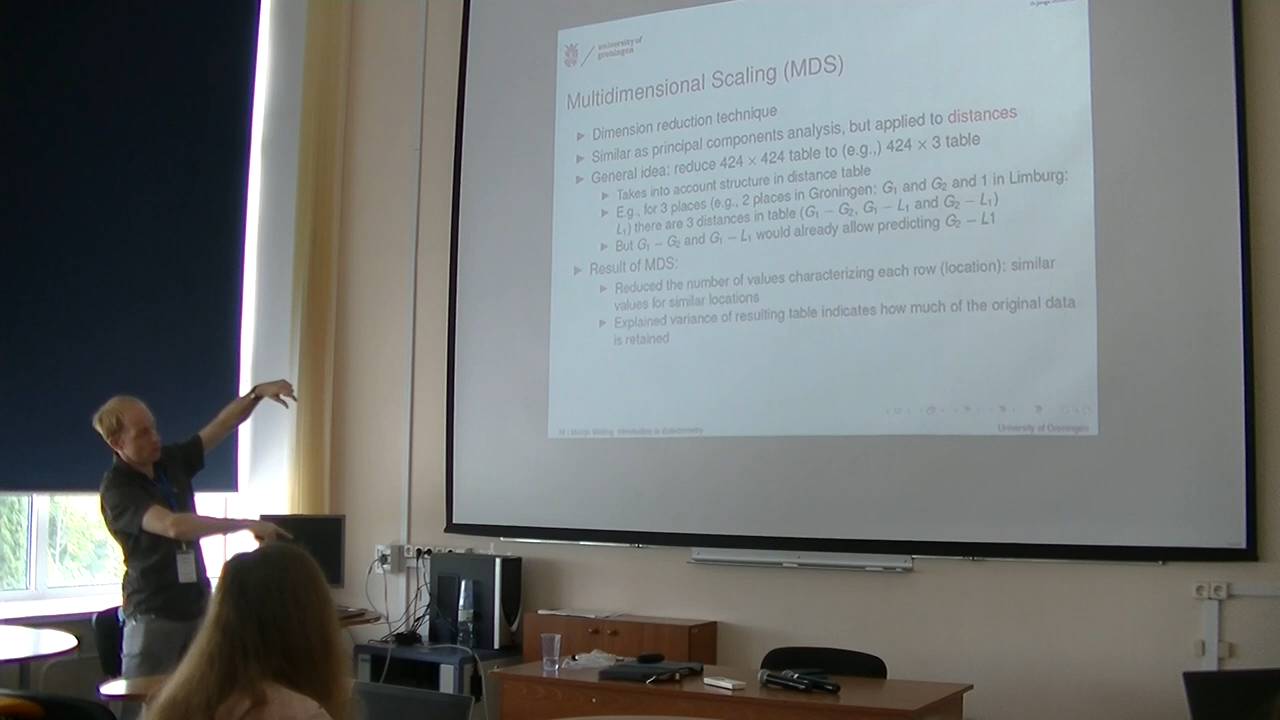 university of
groningen
Multidimensional Scaling (MDS)
▶ Dimension reduction technique
▶ Similar as principal components analysis, but applied to distances
▶ General idea: reduce 424 × 424 table to (e.g.,) 424 × 3 table
▶ Takes into account structure in distance table
▶ E.g., for 3 places (e.g., 2 places in Groningen: G₁ and G₂ and 1 in Limburg:
L₁) there are 3 distances in table (G₁ − G₂, G₁ − L₁ and G₂ − L₁)
▶ But G₁ − G₂ and G₁ − L₁ would already allow predicting G₂ − L1
▶ Result of MDS:
▶ Reduced the number of values characterizing each row (location): similar
values for similar locations
▶ Explained variance of resulting table indicates how much of the original data
is retained
University of Groningen